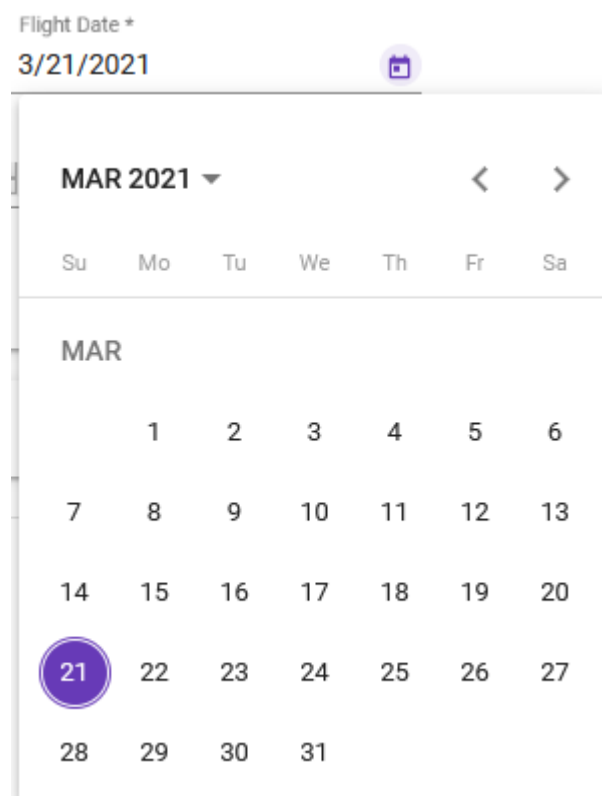 Flight Date *
3/21/2021
MAR 2021
Su Mo Tu We Th Fr Sa
MAR
1 2 3 4 5 6
7 8 9 10 11 12 13
14 15 16 17 18 19 20
21 22 23 24 25 26 27
28 29 30 31